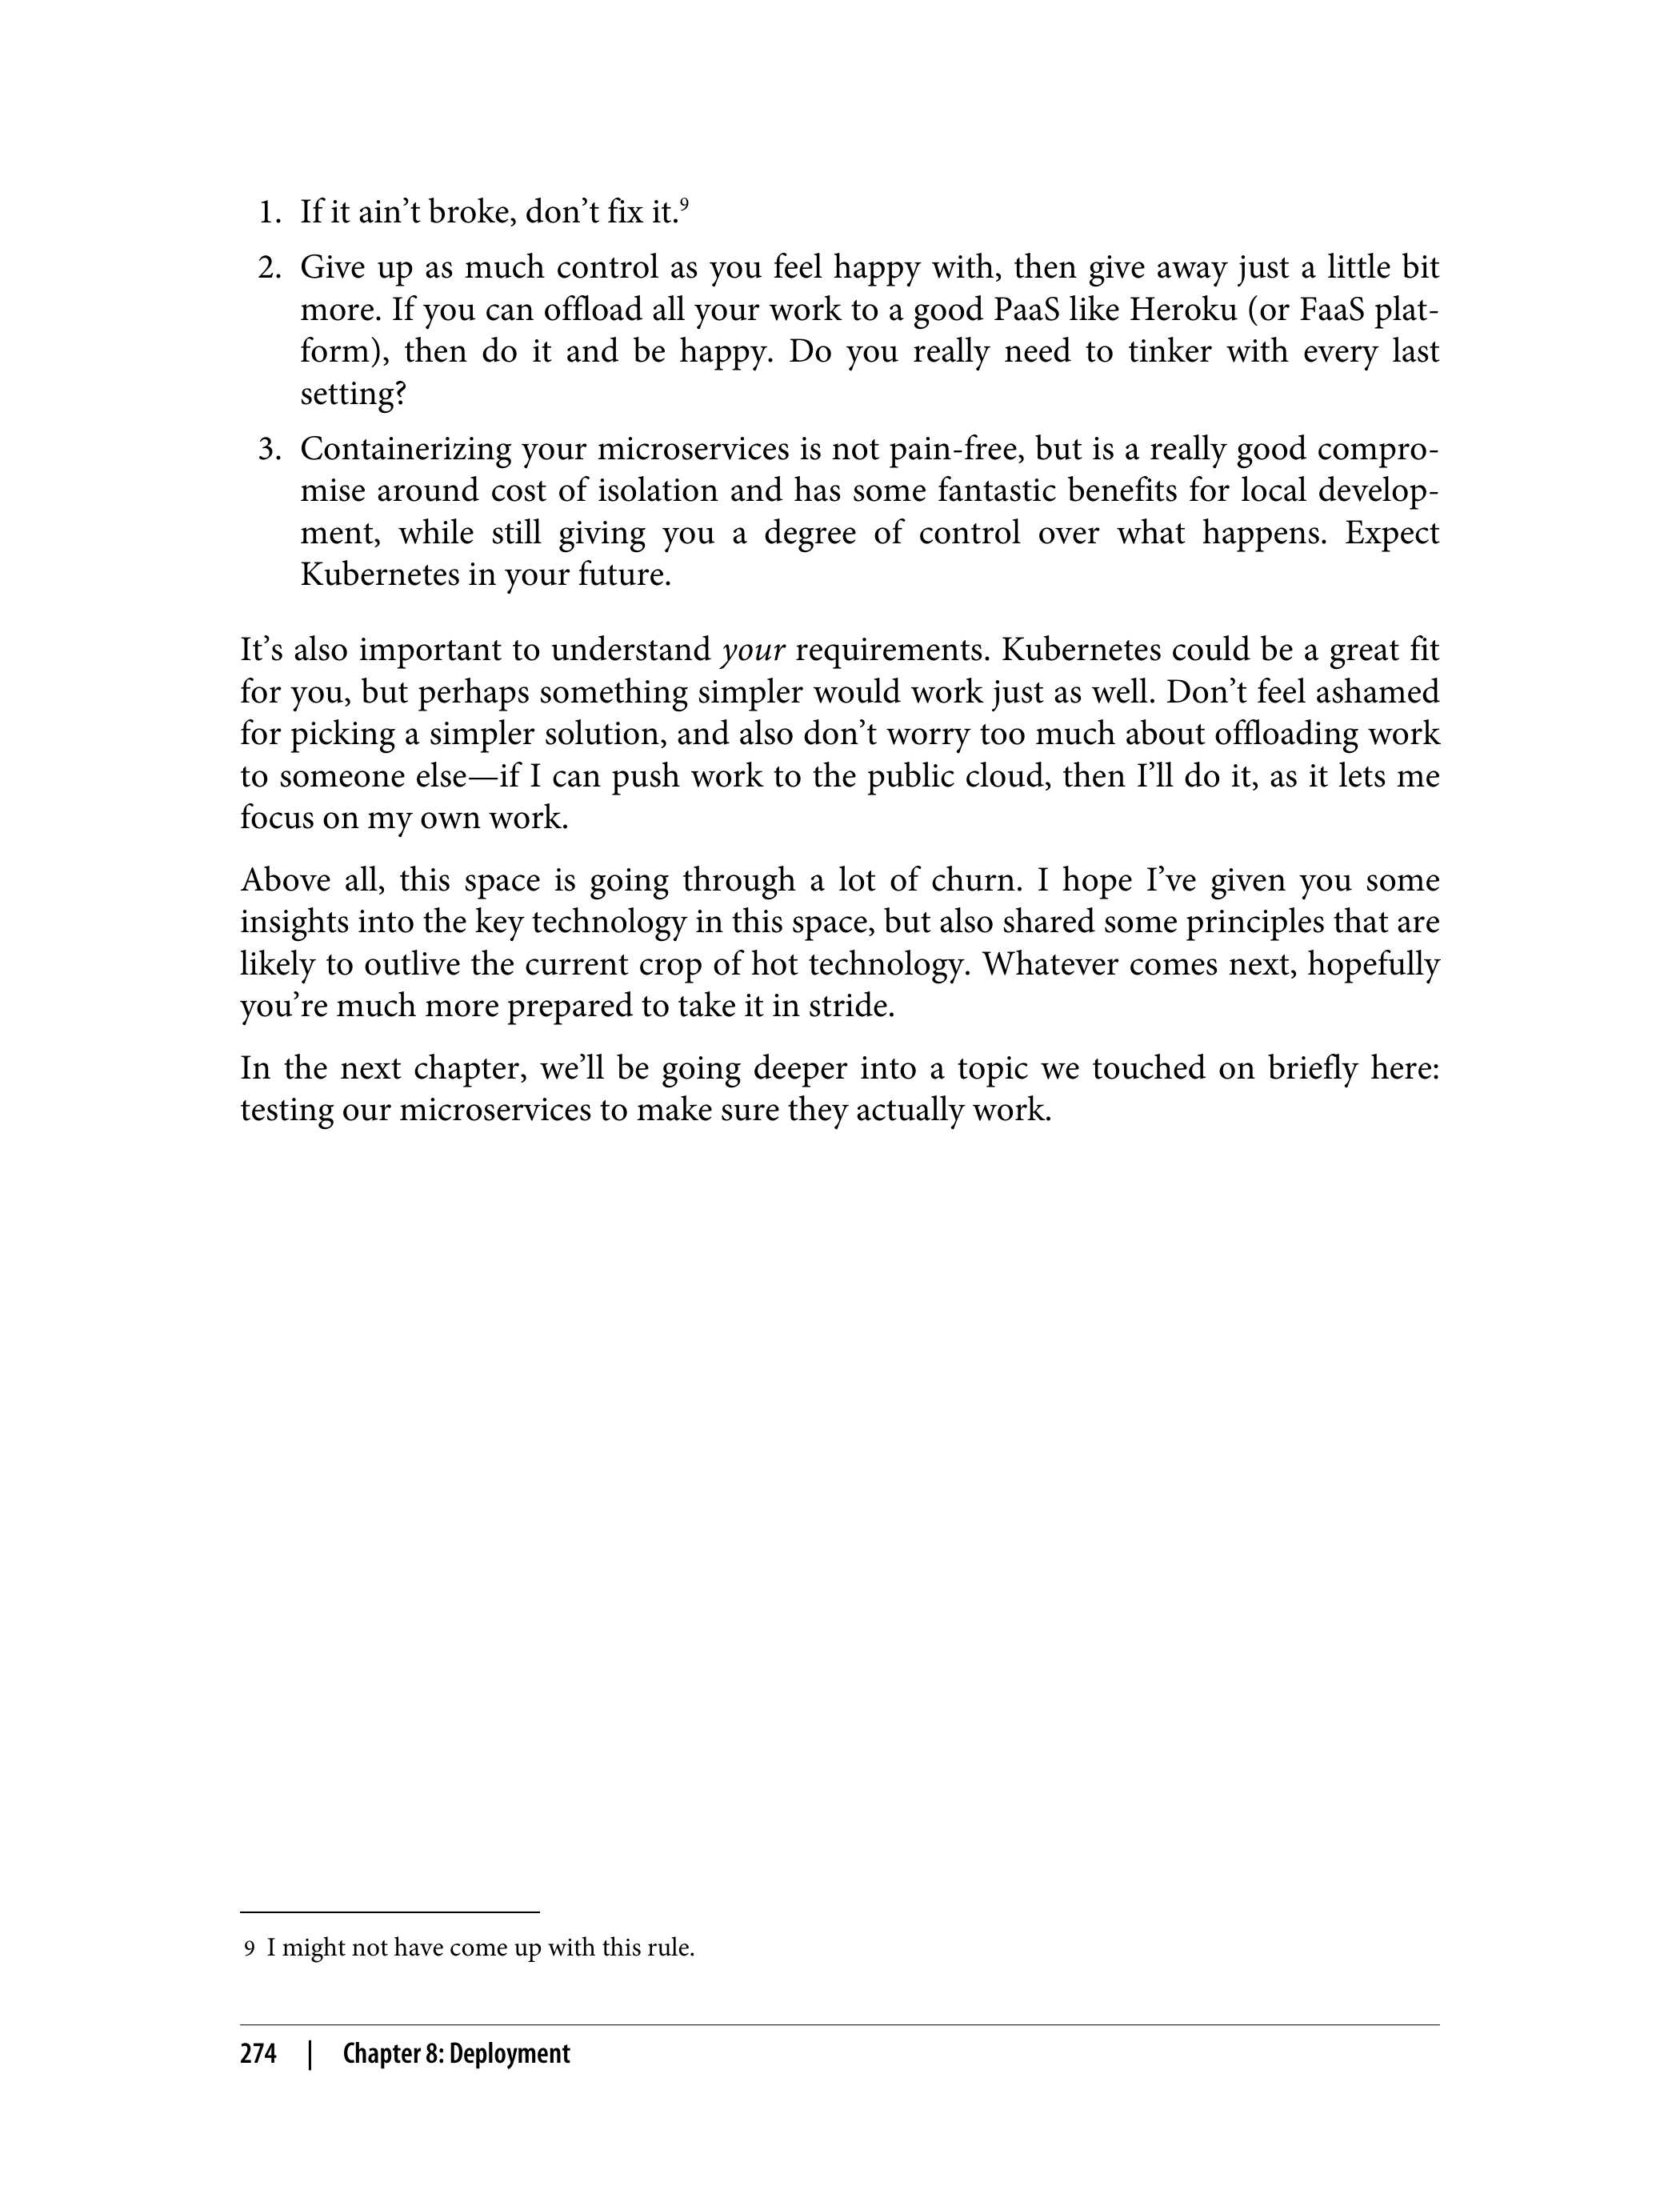 1. If it ain’t broke, don’t fix it.9
2. Give up as much control as you feel happy with, then give away just a little bit
more. If you can offload all your work to a good PaaS like Heroku (or FaaS plat-
form), then do it and be happy. Do you really need to tinker with every last
setting?
3. Containerizing your microservices is not pain-free, but is a really good compro-
mise around cost of isolation and has some fantastic benefits for local develop-
ment, while still giving you a degree of control over what happens. Expect
Kubernetes in your future.
It’s also important to understand your requirements. Kubernetes could be a great fit
for you, but perhaps something simpler would work just as well. Don’t feel ashamed
for picking a simpler solution, and also don’t worry too much about offloading work
to someone else—if I can push work to the public cloud, then I’ll do it, as it lets me
focus on my own work.
Above all, this space is going through a lot of churn. I hope I’ve given you some
insights into the key technology in this space, but also shared some principles that are
likely to outlive the current crop of hot technology. Whatever comes next, hopefully
you’re much more prepared to take it in stride.
In the next chapter, we’ll be going deeper into a topic we touched on briefly here:
testing our microservices to make sure they actually work.
9 I might not have come up with this rule.
274 | Chapter 8: Deployment